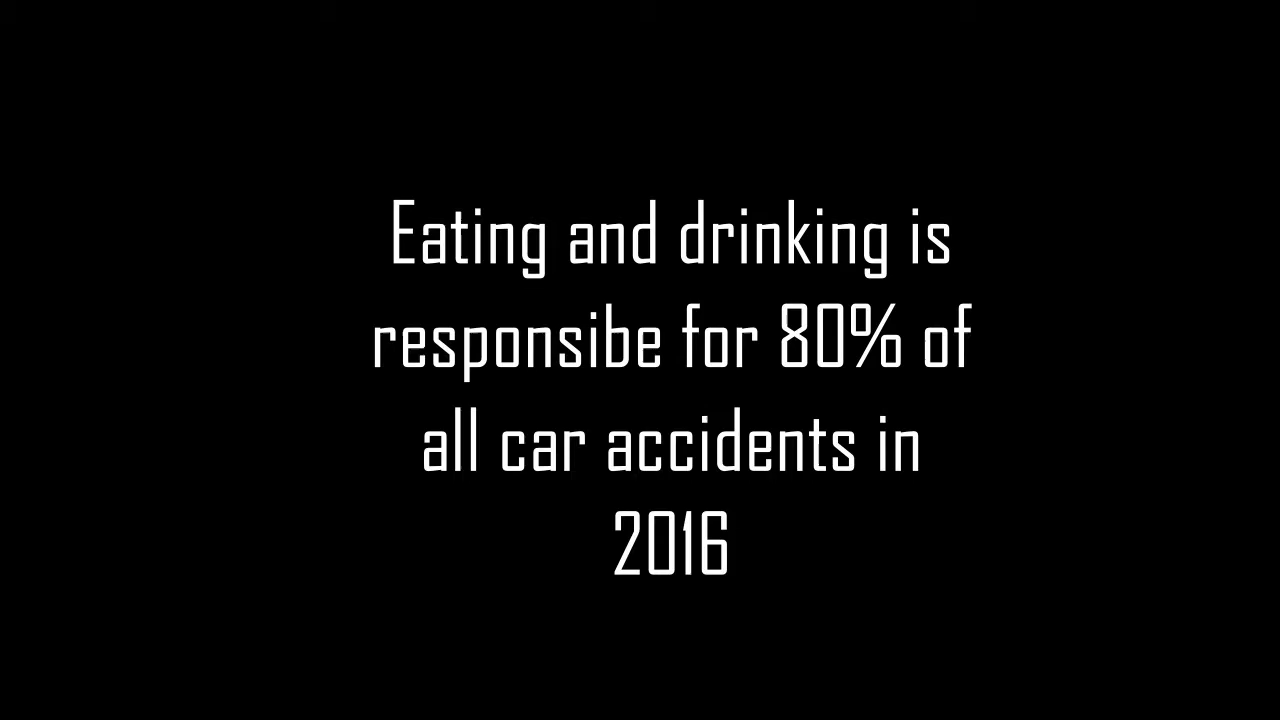 Eating and drinking is
responsibe for 80% of
all car accidents in
2016